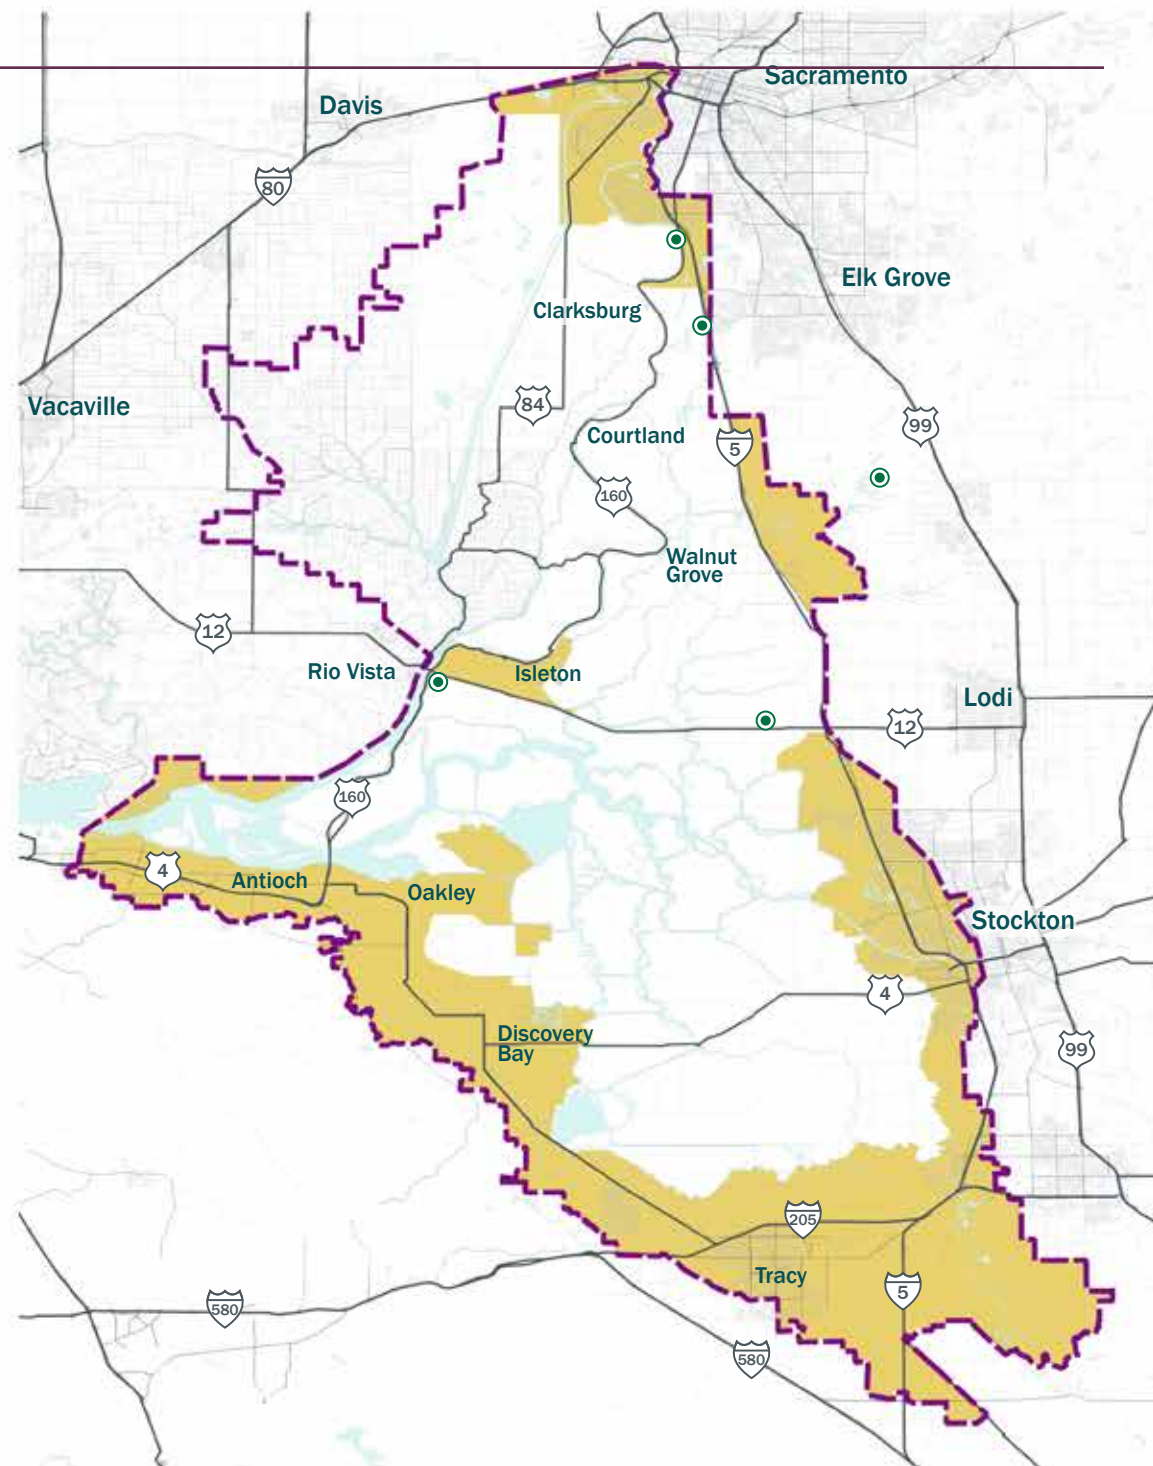 Sacramento
Davis
80
Elk Grove
Clarksburg
84
Vacaville
99
Courtland
5
160
Walnut
Grove
12
Rio Vista
Isleton
Lodi
12
160
4
Antioch
Oakley
Stockton
4
Discovery
Bay
99
205
Tracy
5
580
580